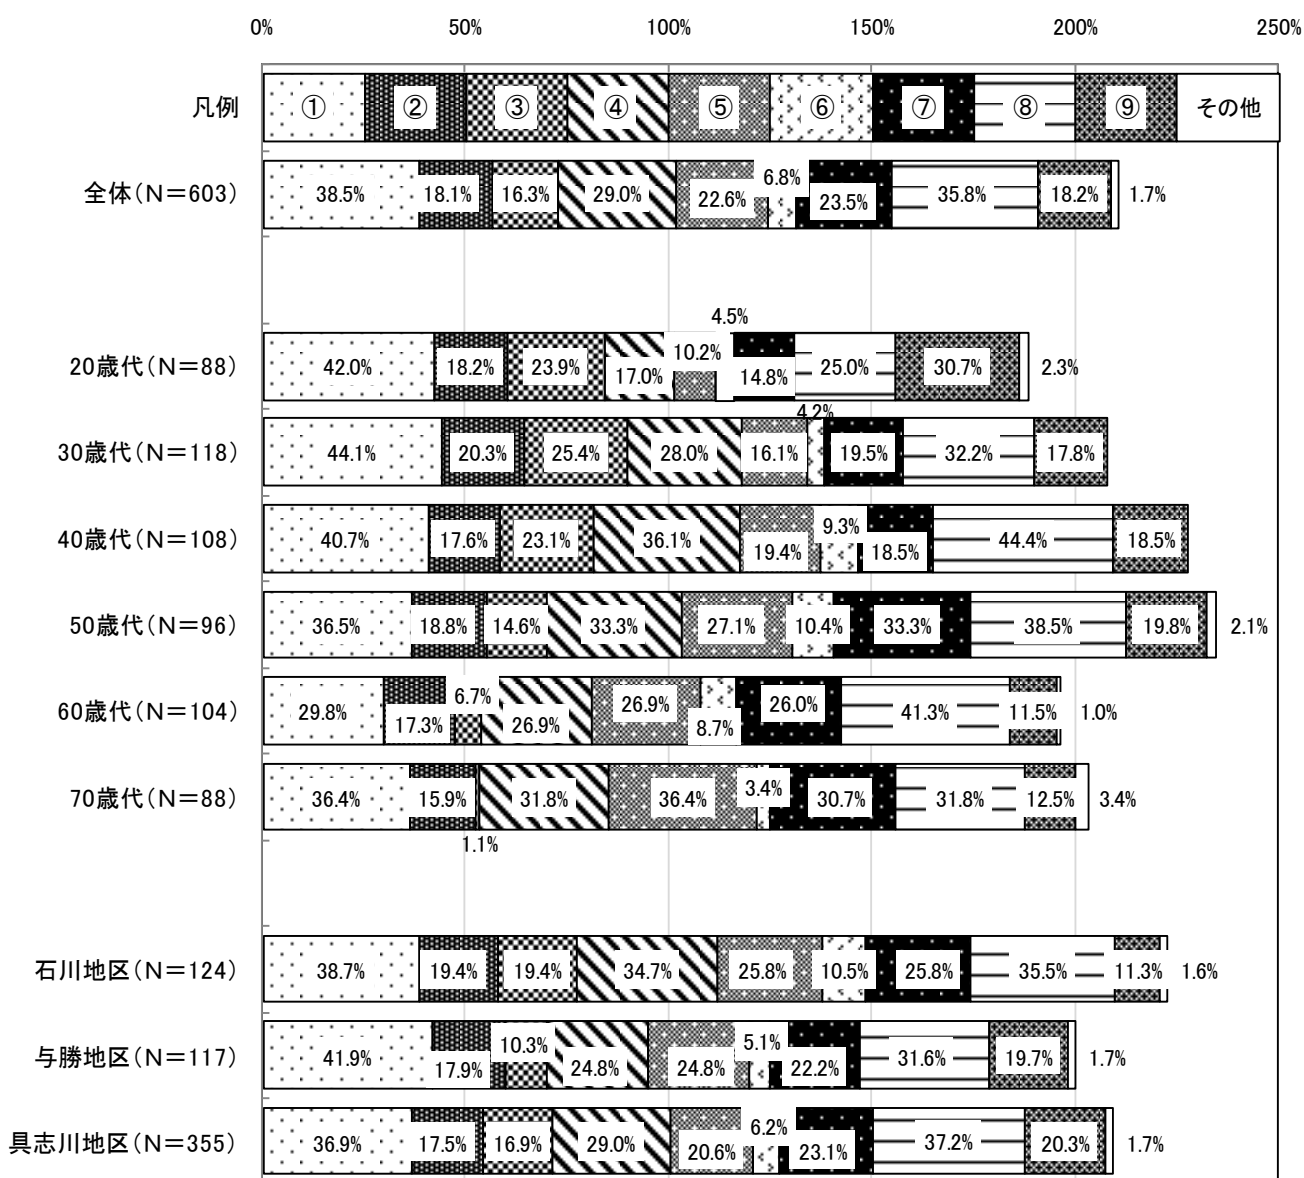 0% 50% 100% 150% 200% 250%
凡例 ① ② ③ ④ ⑤ ⑥ ⑦ ⑧ ⑨ その他
全体(N=603) 38.5% 18.1% 16.3% 29.0% 22.6% 6.8% 23.5% 35.8% 18.2% 1.7%
20歳代(N=88) 42.0% 18.2% 23.9% 17.0% 10.2% 4.5% 14.8% 25.0% 30.7% 2.3%
30歳代(N=118) 44.1% 20.3% 25.4% 28.0% 16.1% 4.2% 19.5% 32.2% 17.8%
40歳代(N=108) 40.7% 17.6% 23.1% 36.1% 19.4% 9.3% 18.5% 44.4% 18.5%
50歳代(N=96) 36.5% 18.8% 14.6% 33.3% 27.1% 10.4% 33.3% 38.5% 19.8% 2.1%
60歳代(N=104) 29.8% 17.3% 6.7% 26.9% 26.9% 8.7% 26.0% 41.3% 11.5% 1.0%
70歳代(N=88) 36.4% 15.9% 1.1% 31.8% 36.4% 3.4% 30.7% 31.8% 12.5% 3.4%
石川地区(N=124) 38.7% 19.4% 19.4% 34.7% 25.8% 10.5% 25.8% 35.5% 11.3% 1.6%
与勝地区(N=117) 41.9% 17.9% 10.3% 24.8% 24.8% 5.1% 22.2% 31.6% 19.7% 1.7%
具志川地区(N=355) 36.9% 17.5% 16.9% 29.0% 20.6% 6.2% 23.1% 37.2% 20.3% 1.7%